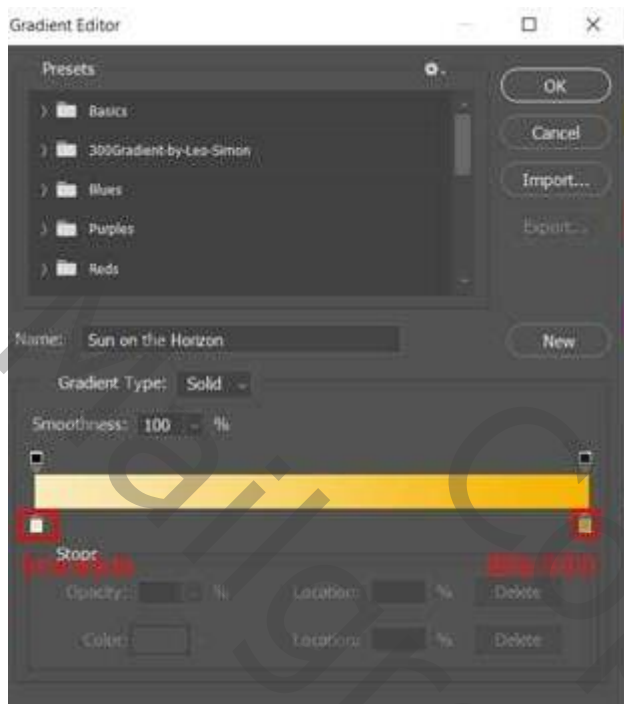 Gradient Editor
Presets
OK
Basics
Cancel
300Gradient-by-Leo-Simon
Import...
Blues
Purples
Export...
Reds
Name: Sun on the Horizon
New
Gradient Type: Solid
Smoothness: 100 %
Stops
Opacity: % Location: % Delete
Color: Location: % Delete